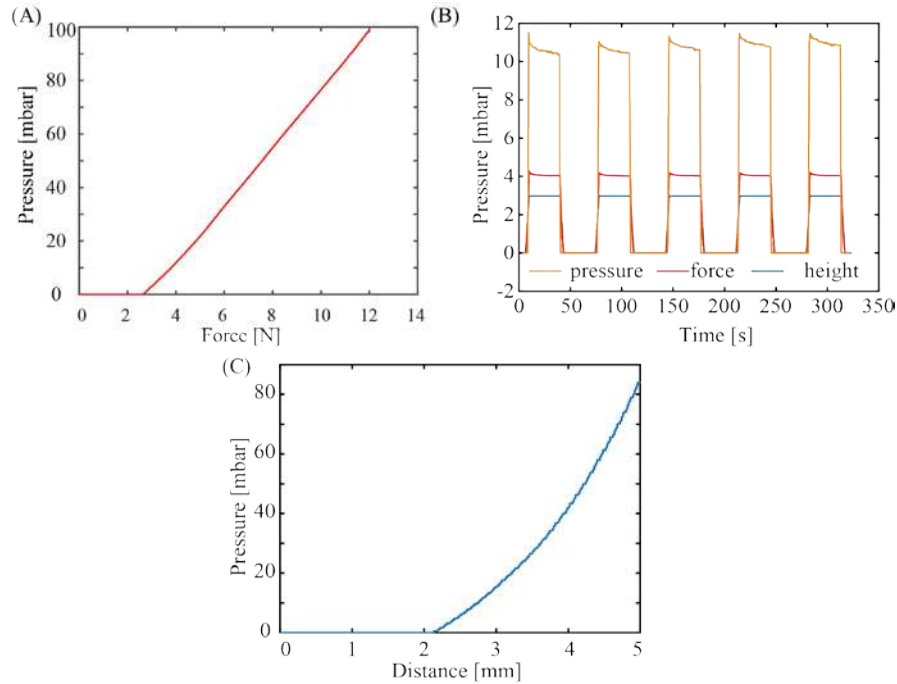 (A)
100
80
60
40
20
0
Pressure [mbar]
0 2 4 6 8 10 12 14
Force [N]
(B)
12
10
8
6
4
2
0
-2
Pressure [mbar]
pressure force height
0 50 100 150 200 250 300 350
Time [s]
(C)
80
60
40
20
0
Pressure [mbar]
0 1 2 3 4 5
Distance [mm]